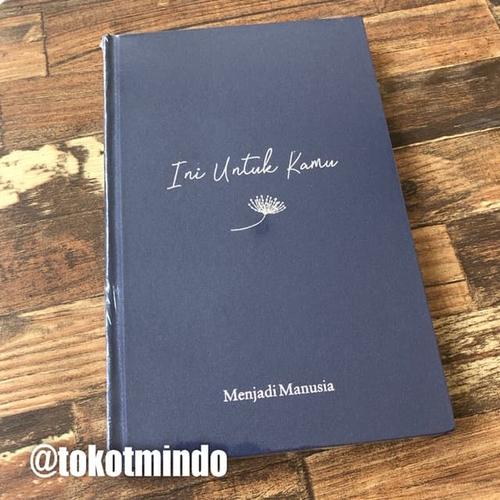 Ini Untuk Kamu
Menjadi Manusia
@tokotmindo